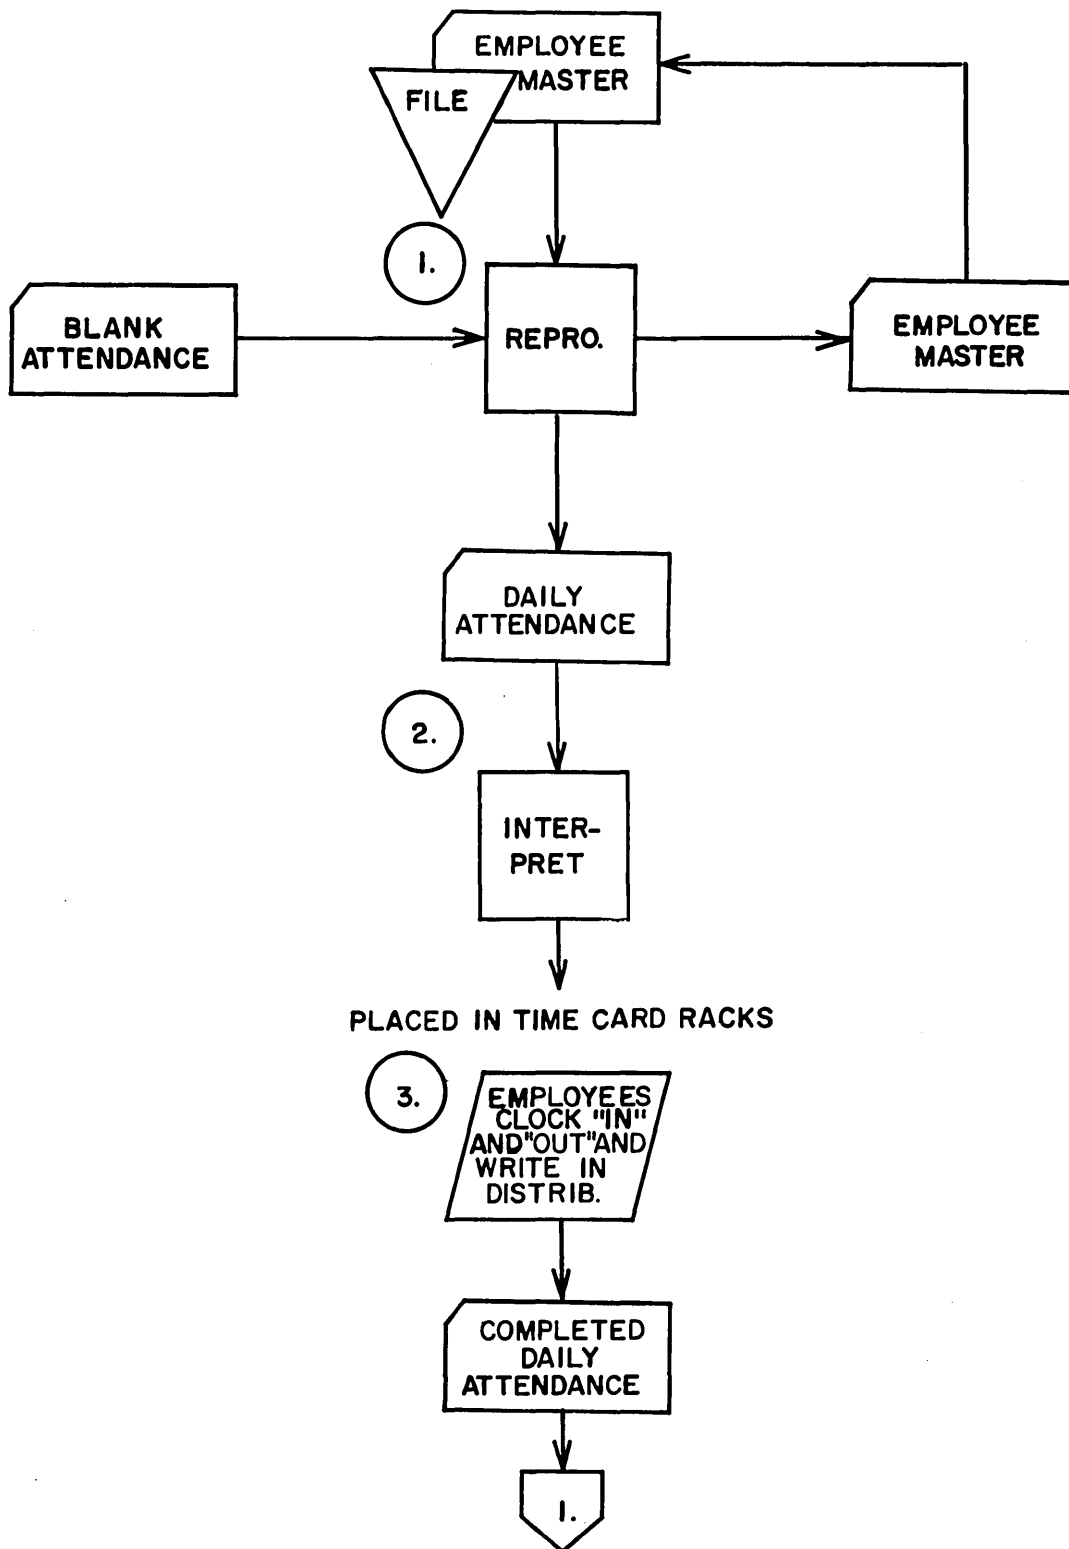 EMPLOYEE
MASTER
FILE
1.
BLANK
ATTENDANCE
REPRO.
EMPLOYEE
MASTER
DAILY
ATTENDANCE
2.
INTER-
PRET
PLACED IN TIME CARD RACKS
3.
EMPLOYEES
CLOCK "IN"
AND "OUT" AND
WRITE IN
DISTRIB.
COMPLETED
DAILY
ATTENDANCE
1.